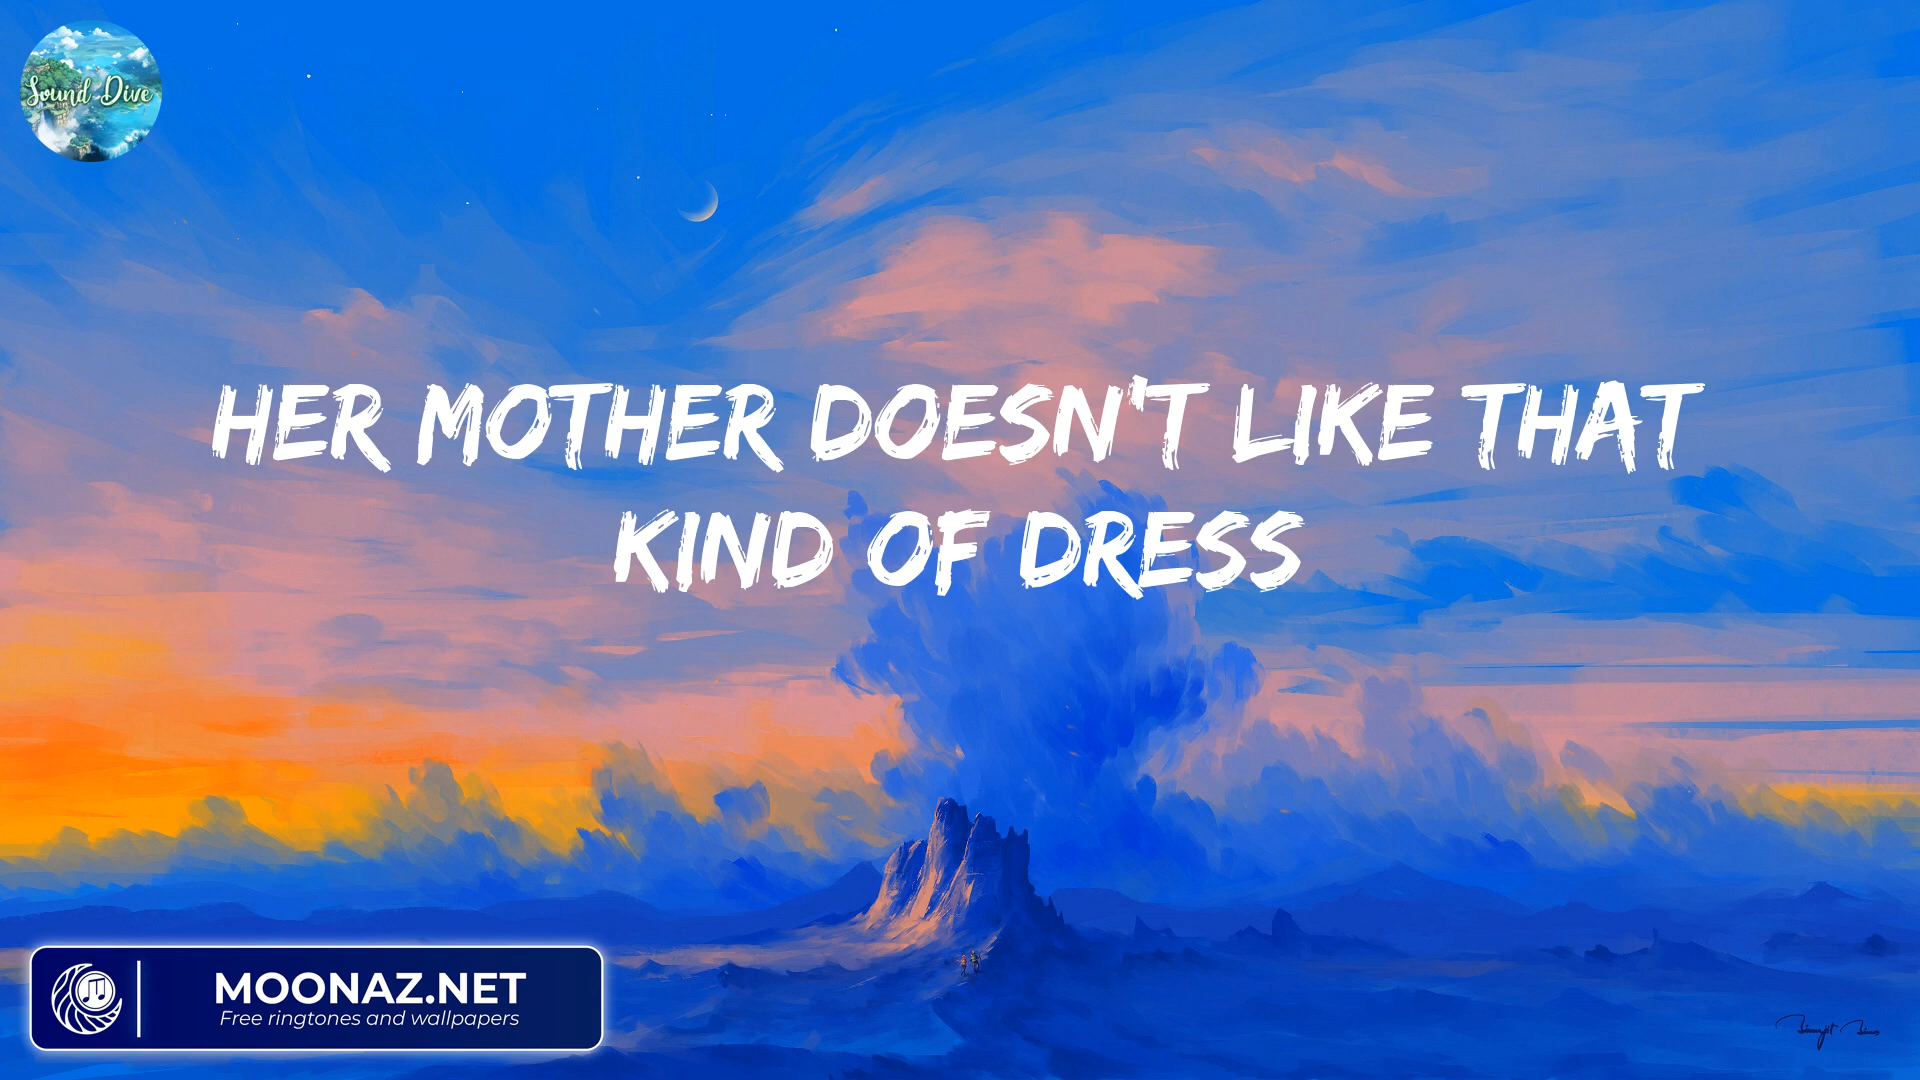 Sound Dive
HER MOTHER DOESN'T LIKE THAT
KIND OF DRESS
MOONAZ.NET
Free ringtones and wallpapers